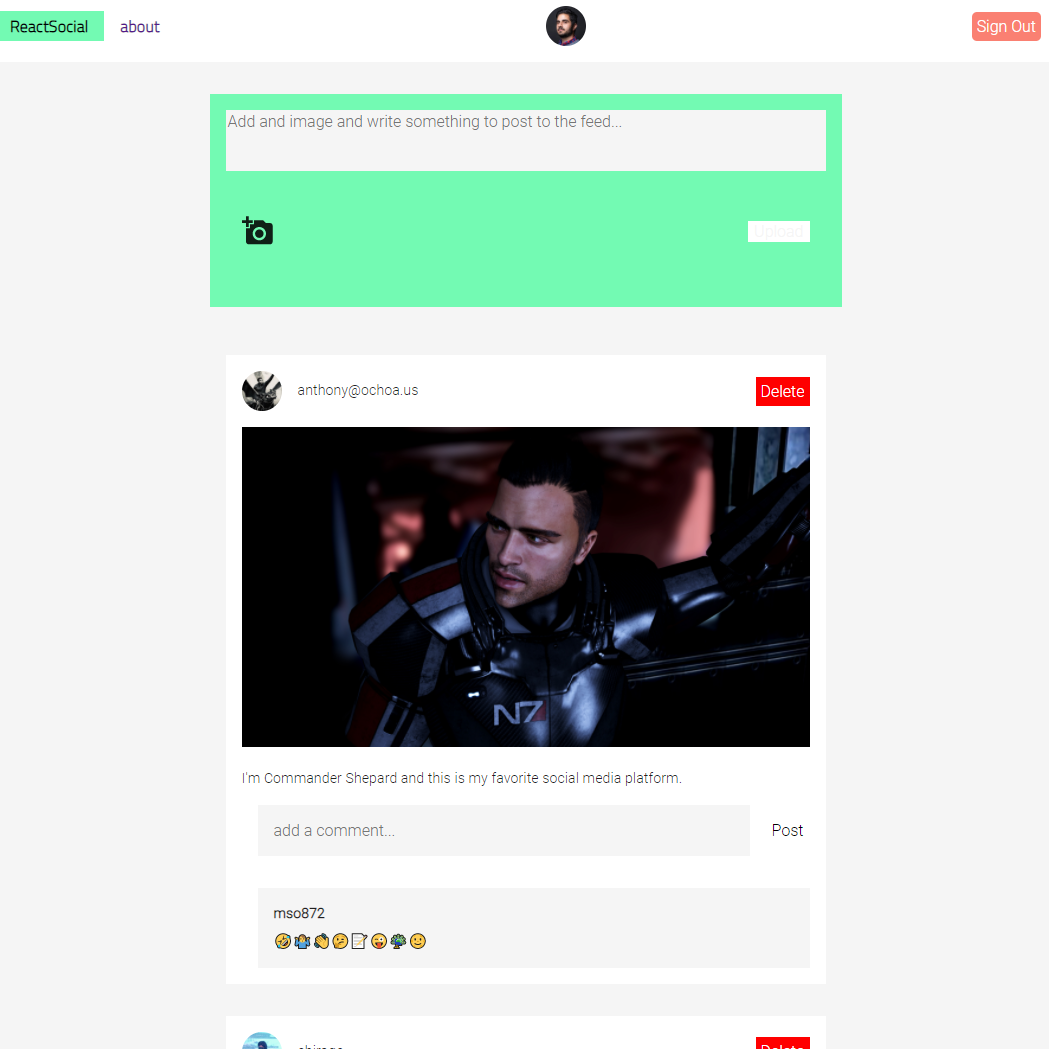 ReactSocial about Sign Out
Add and image and write something to post to the feed...
Upload
anthony@ochoa.us Delete
N7
I'm Commander Shepard and this is my favorite social media platform.
add a comment... Post
mso872
🤣🤷👏🤔📝😜🦚🙂
Delete